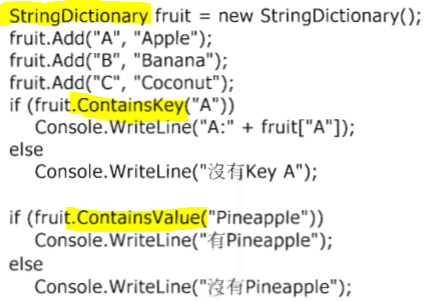 StringDictionary fruit = new StringDictionary();
fruit.Add("A", "Apple");
fruit.Add("B", "Banana");
fruit.Add("C", "Coconut");
if (fruit.ContainsKey("A"))
    Console.WriteLine("A:" + fruit["A"]);
else
    Console.WriteLine("沒有Key A");

if (fruit.ContainsValue("Pineapple"))
    Console.WriteLine("有Pineapple");
else
    Console.WriteLine("沒有Pineapple");